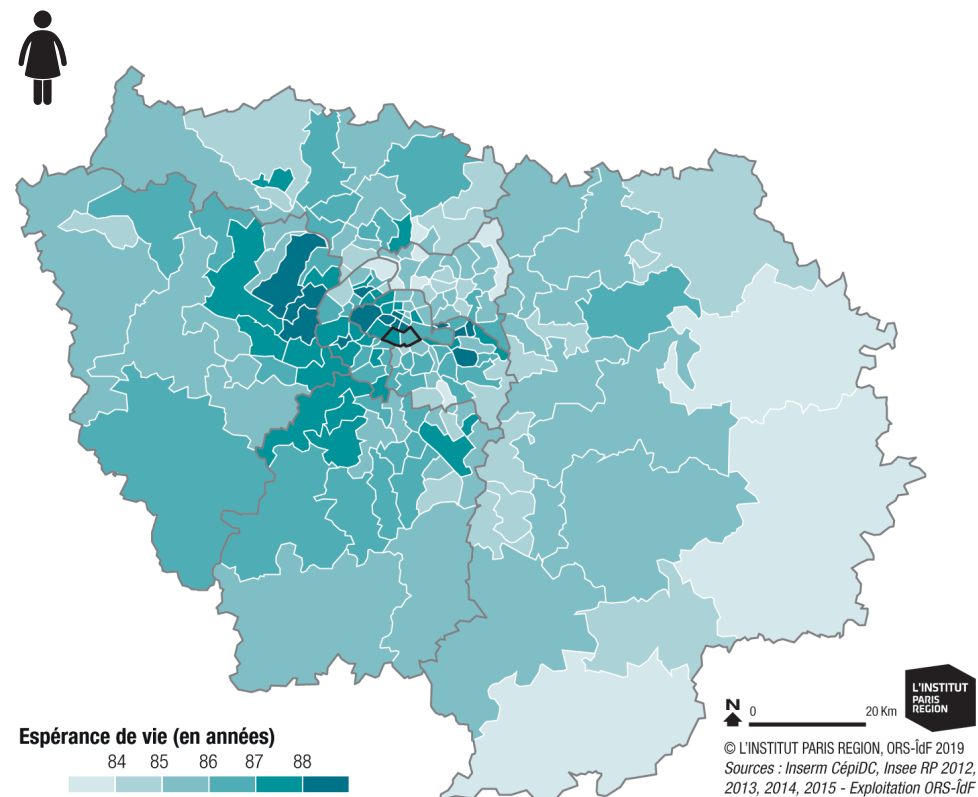 Espérance de vie (en années)
84 85 86 87 88
N
0 20 Km
L'INSTITUT
PARIS
REGION
© L'INSTITUT PARIS REGION, ORS-ÎdF 2019
Sources : Inserm CépiDC, Insee RP 2012,
2013, 2014, 2015 - Exploitation ORS-ÎdF